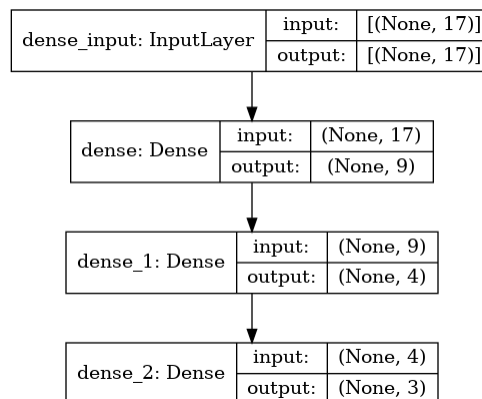 dense_input: InputLayer
input: [(None, 17)]
output: [(None, 17)]
dense: Dense
input: (None, 17)
output: (None, 9)
dense_1: Dense
input: (None, 9)
output: (None, 4)
dense_2: Dense
input: (None, 4)
output: (None, 3)